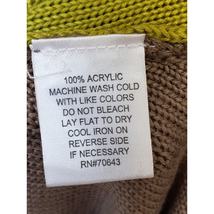 100% ACRYLIC
MACHINE WASH COLD
WITH LIKE COLORS
DO NOT BLEACH
LAY FLAT TO DRY
COOL IRON ON
REVERSE SIDE
IF NECESSARY
RN#70643